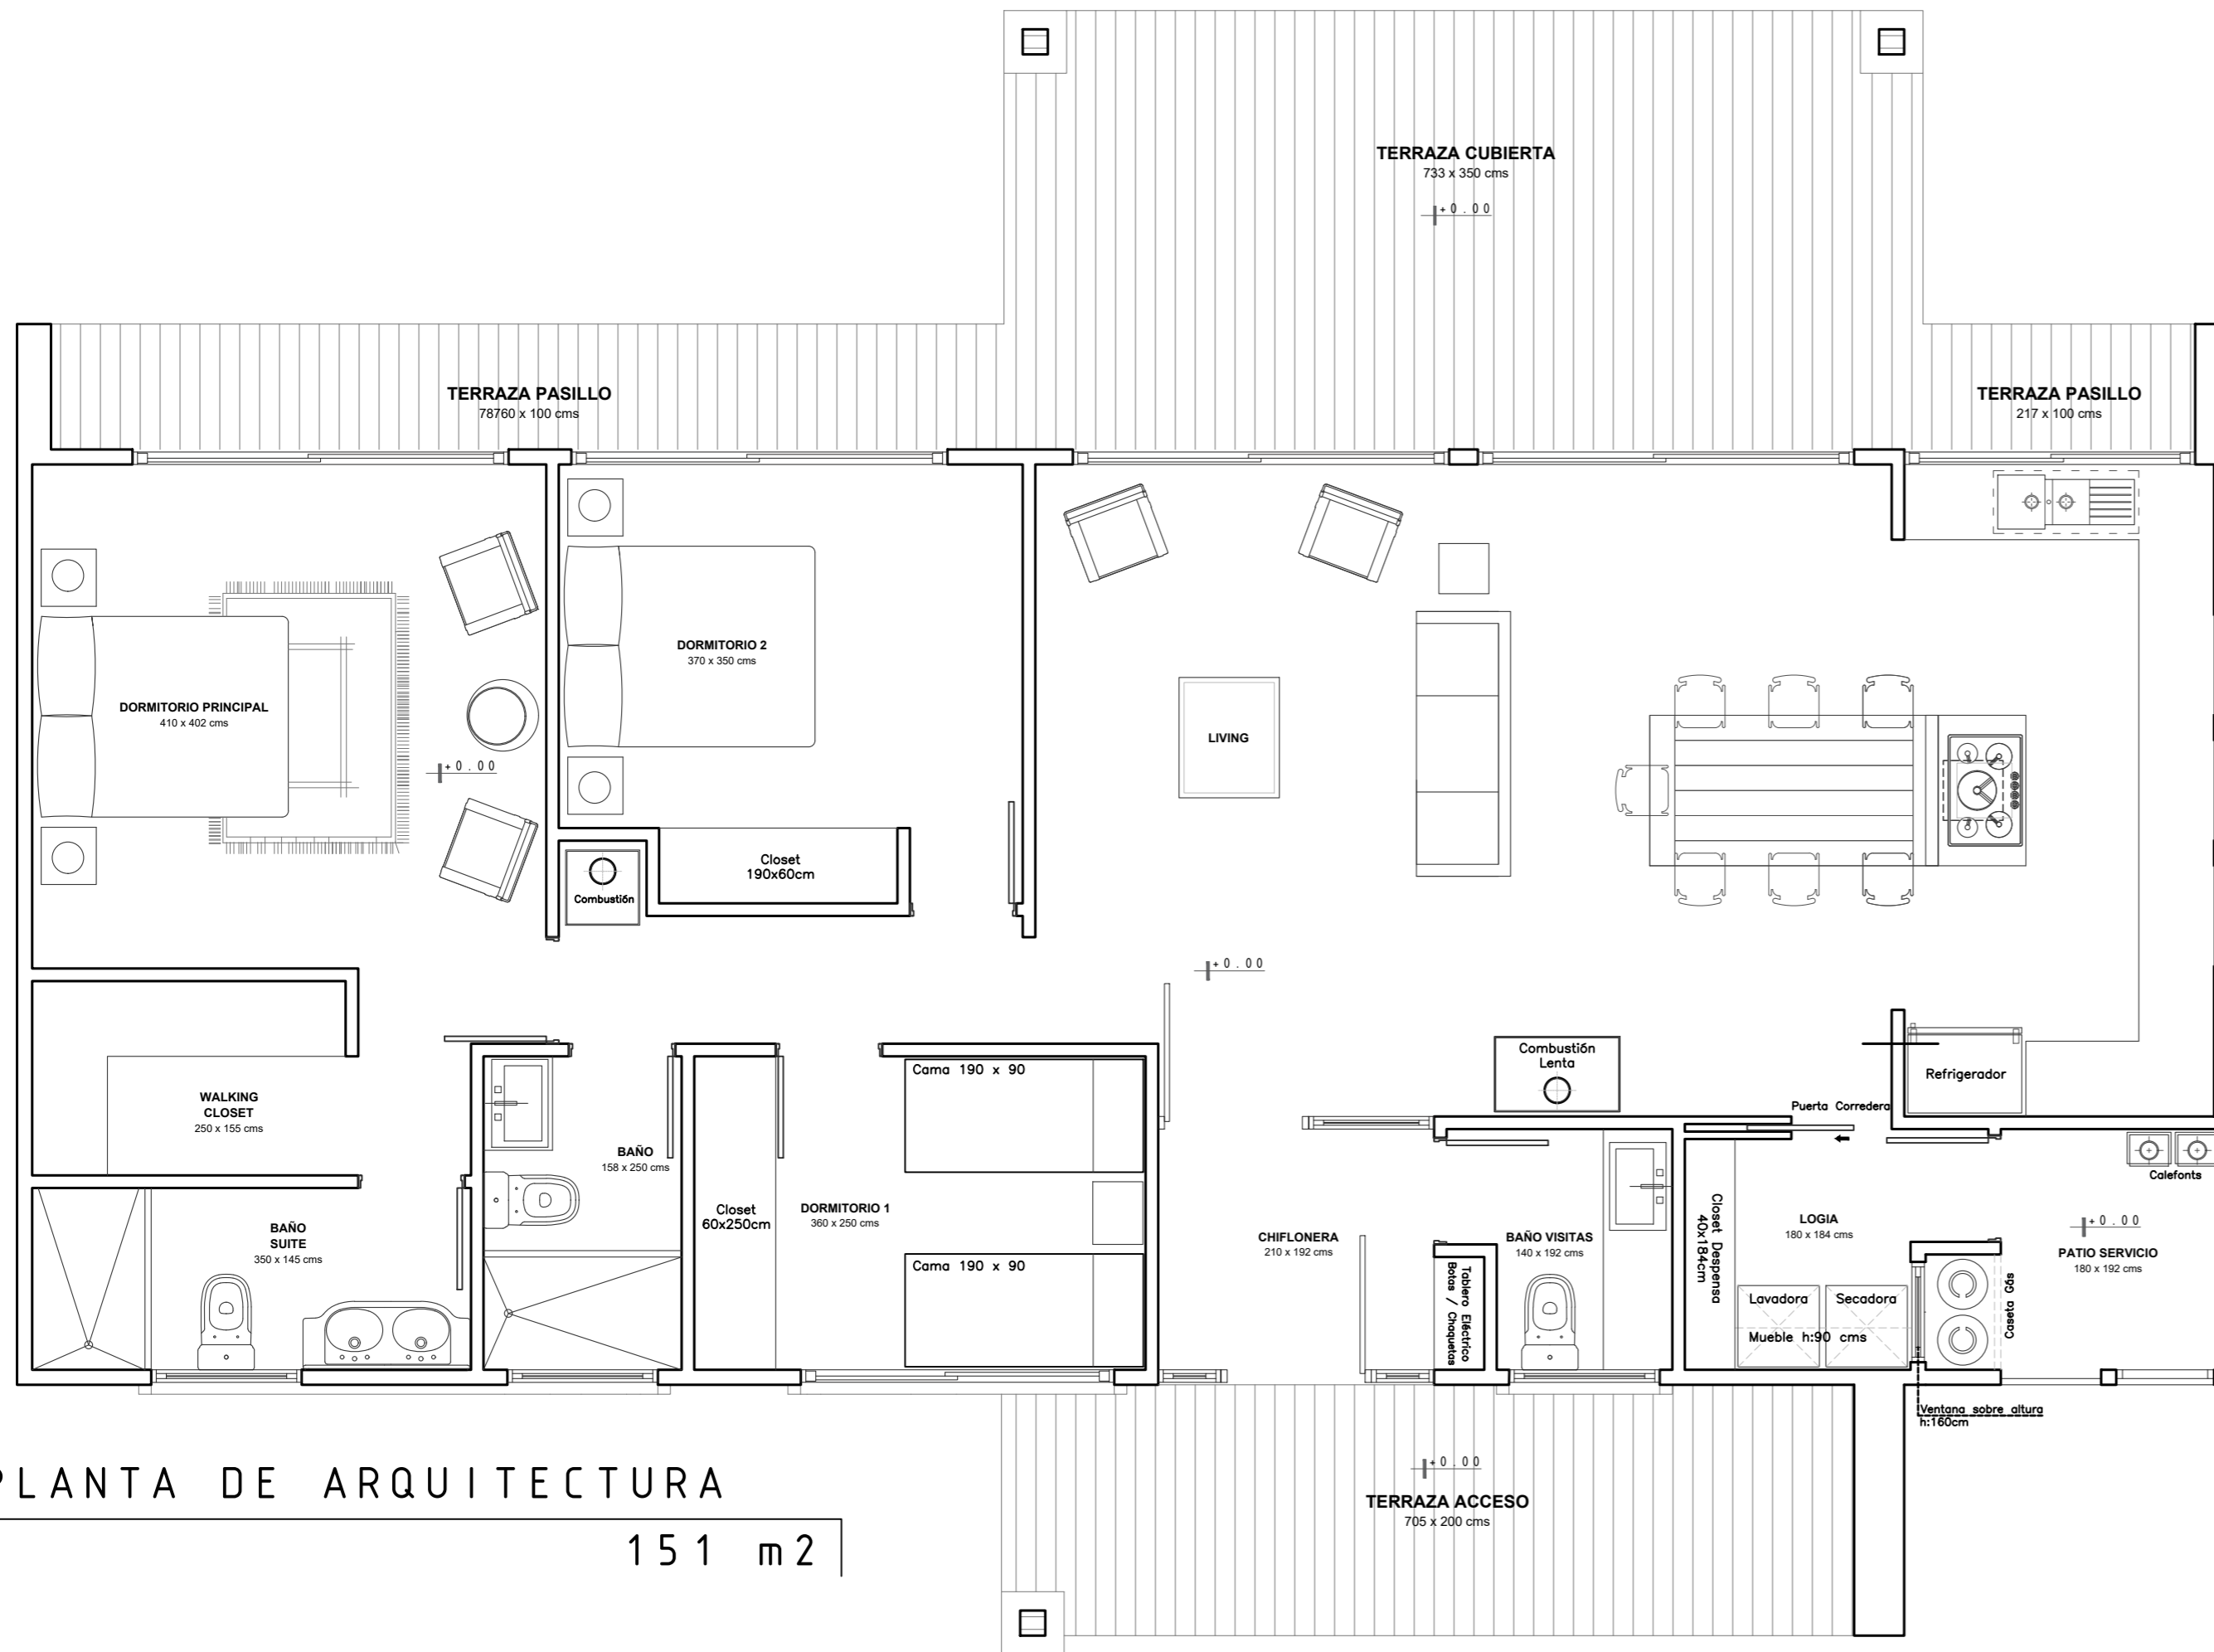 TERRAZA CUBIERTA
733 x 350 cms
+0.00
TERRAZA PASILLO
78760 x 100 cms
TERRAZA PASILLO
217 x 100 cms
DORMITORIO PRINCIPAL
410 x 402 cms
+0.00
DORMITORIO 2
370 x 350 cms
Closet
190x60cm
Combustión
LIVING
+0.00
WALKING
CLOSET
250 x 155 cms
BAÑO
SUITE
350 x 145 cms
BAÑO
158 x 250 cms
Closet
60x250cm
DORMITORIO 1
360 x 250 cms
Cama 190 x 90
Cama 190 x 90
CHIFLONERA
210 x 192 cms
Combustión
Lenta
Tablero Eléctrico
Botas / Chaquetas
BAÑO VISITAS
140 x 192 cms
Puerta Corredera
Refrigerador
Closet Despensa
40x184cm
LOGIA
180 x 184 cms
Lavadora
Secadora
Mueble h:90 cms
Calefonts
+0.00
PATIO SERVICIO
180 x 192 cms
Caseta Gás
Ventana sobre altura
h:160cm
+0.00
TERRAZA ACCESO
705 x 200 cms
PLANTA DE ARQUITECTURA
151 m2